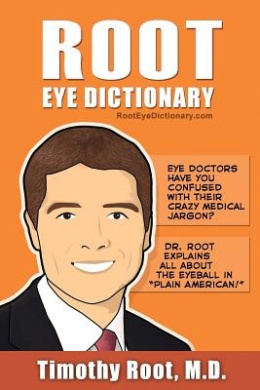 ROOT
EYE DICTIONARY
RootEyeDictionary.com
EYE DOCTORS
HAVE YOU
CONFUSED
WITH THEIR
CRAZY MEDICAL
JARGON?
DR. ROOT
EXPLAINS
ALL ABOUT
THE EYEBALL IN
"PLAIN AMERICAN!"
Timothy Root, M.D.